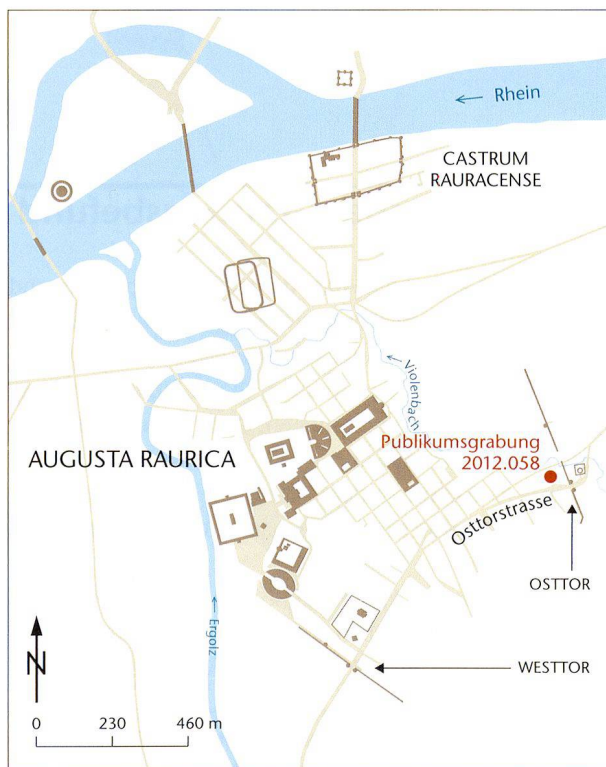 Rhein
CASTRUM
RAURACENSE
Violenbach
Publikumsgrabung
2012.058
AUGUSTA RAURICA
Osttorstrasse
OSTTOR
Ergolz
WESTTOR
N
0 230 460 m